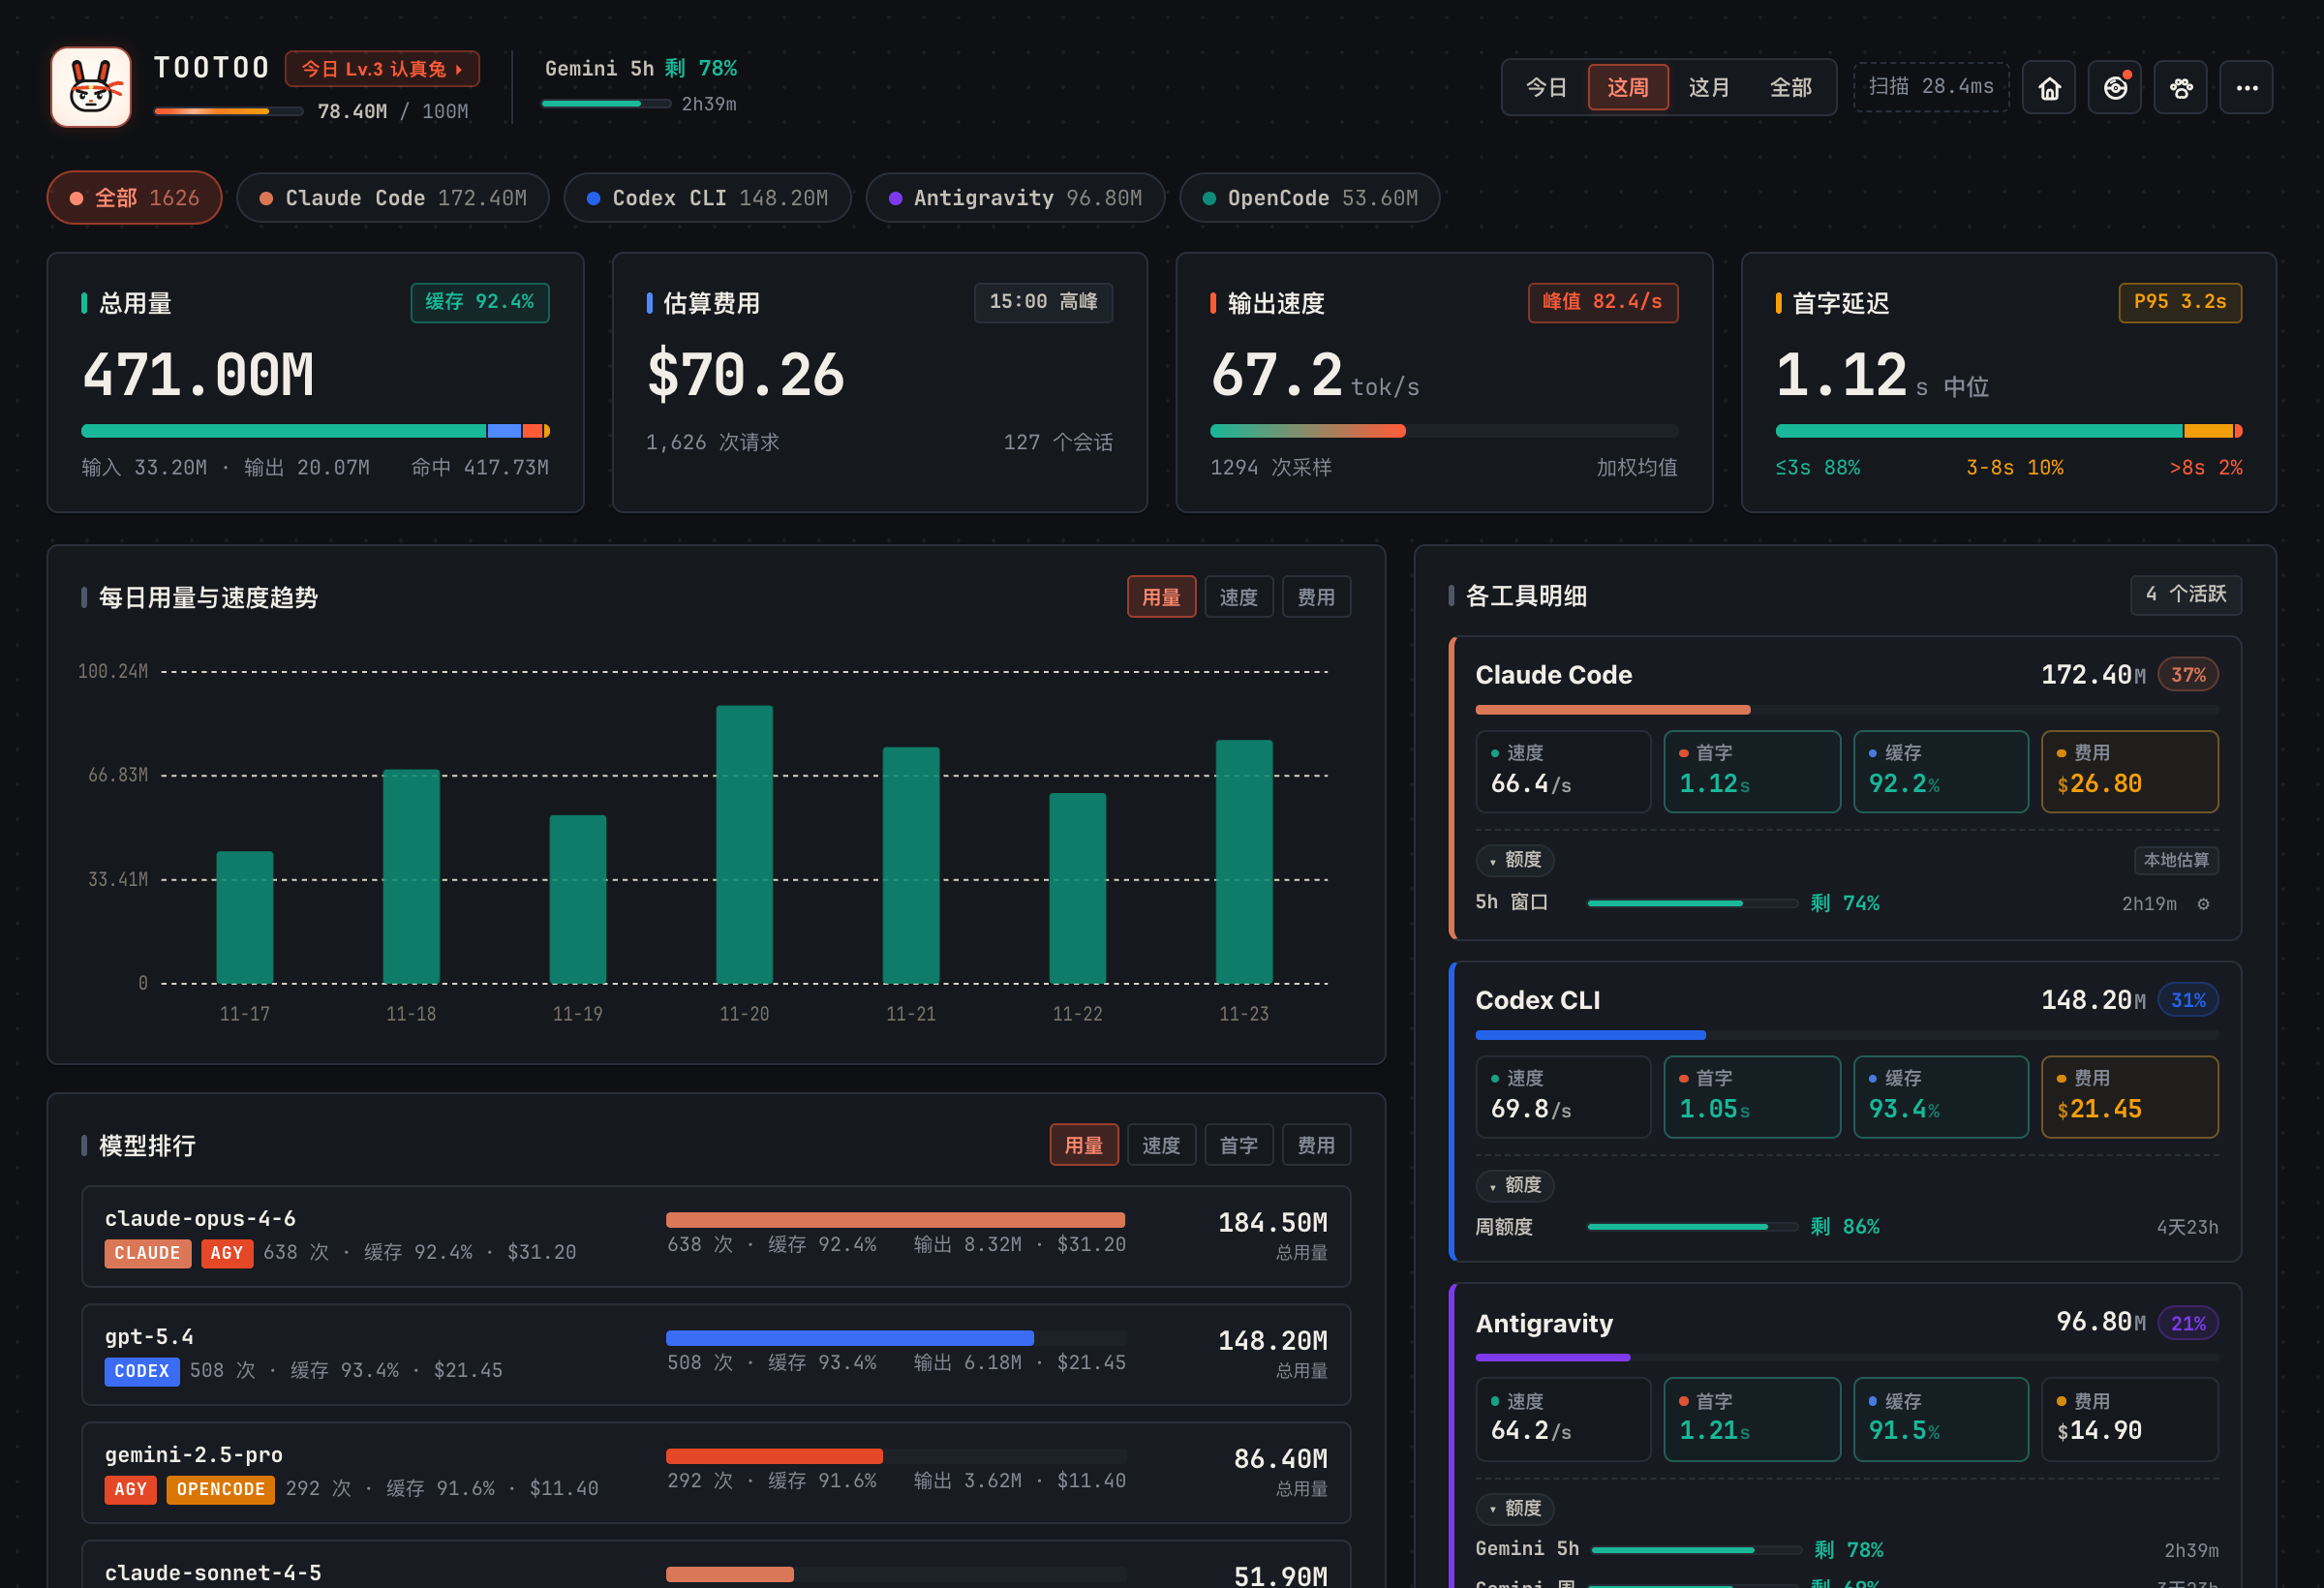 TOOTOO 今日 Lv.3 认真兔 ›
78.40M / 100M
Gemini 5h 剩 78%
2h39m
今日 这周 这月 全部
扫描 28.4ms
全部 1626
Claude Code 172.40M
Codex CLI 148.20M
Antigravity 96.80M
OpenCode 53.60M
总用量 缓存 92.4%
471.00M
输入 33.20M · 输出 20.07M 命中 417.73M
估算费用 15:00 高峰
$70.26
1,626 次请求 127 个会话
输出速度 峰值 82.4/s
67.2 tok/s
1294 次采样 加权均值
首字延迟 P95 3.2s
1.12 s 中位
≤3s 88% 3-8s 10% >8s 2%
每日用量与速度趋势 用量 速度 费用
100.24M
66.83M
33.41M
0
11-17 11-18 11-19 11-20 11-21 11-22 11-23
模型排行 用量 速度 首字 费用
claude-opus-4-6
CLAUDE AGY 638 次 · 缓存 92.4% · $31.20
638 次 · 缓存 92.4% 输出 8.32M · $31.20
184.50M
总用量
gpt-5.4
CODEX 508 次 · 缓存 93.4% · $21.45
508 次 · 缓存 93.4% 输出 6.18M · $21.45
148.20M
总用量
gemini-2.5-pro
AGY OPENCODE 292 次 · 缓存 91.6% · $11.40
292 次 · 缓存 91.6% 输出 3.62M · $11.40
86.40M
总用量
claude-sonnet-4-5
51.90M
各工具明细 4 个活跃
Claude Code 172.40M 37%
速度 首字 缓存 费用
66.4/s 1.12s 92.2% $26.80
▾ 额度 本地估算
5h 窗口 剩 74% 2h19m ⚙
Codex CLI 148.20M 31%
速度 首字 缓存 费用
69.8/s 1.05s 93.4% $21.45
▾ 额度
周额度 剩 86% 4天23h
Antigravity 96.80M 21%
速度 首字 缓存 费用
64.2/s 1.21s 91.5% $14.90
▾ 额度
Gemini 5h 剩 78% 2h39m
Gemini 周 剩